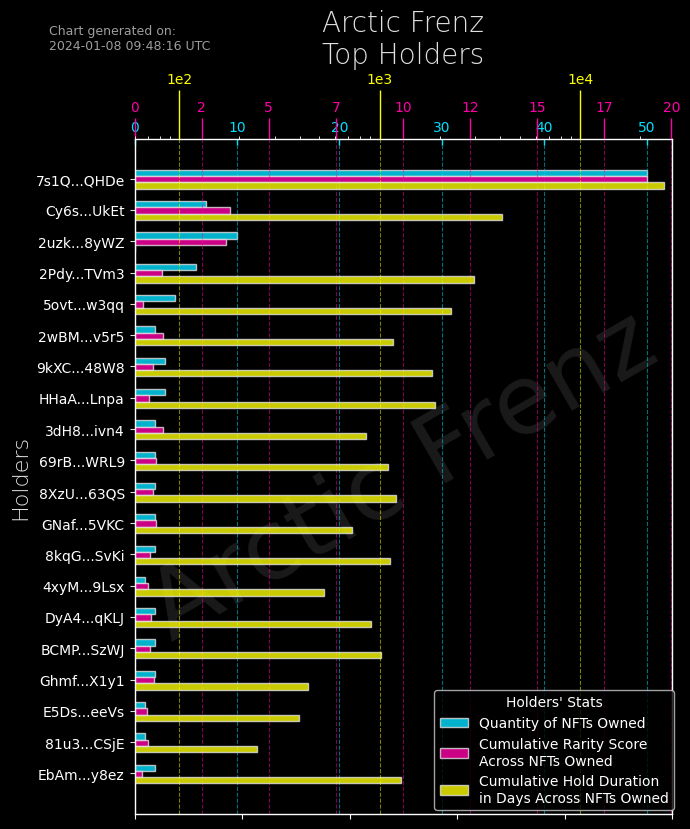 Chart generated on:
2024-01-08 09:48:16 UTC
Arctic Frenz
Top Holders
1e2 1e3 1e4
0 2 5 7 10 12 15 17 20
0 10 20 30 40 50
7s1Q...QHDe
Cy6s...UkEt
2uzk...8yWZ
2Pdy...TVm3
5ovt...w3qq
2wBM...v5r5
9kXC...48W8
HHaA...Lnpa
3dH8...ivn4
69rB...WRL9
8XzU...63QS
GNaf...5VKC
8kqG...SvKi
4xyM...9Lsx
DyA4...qKLJ
BCMP...SzWJ
Ghmf...X1y1
E5Ds...eeVs
81u3...CSjE
EbAm...y8ez
Holders
Arctic Frenz
Holders' Stats
Quantity of NFTs Owned
Cumulative Rarity Score
Across NFTs Owned
Cumulative Hold Duration
in Days Across NFTs Owned